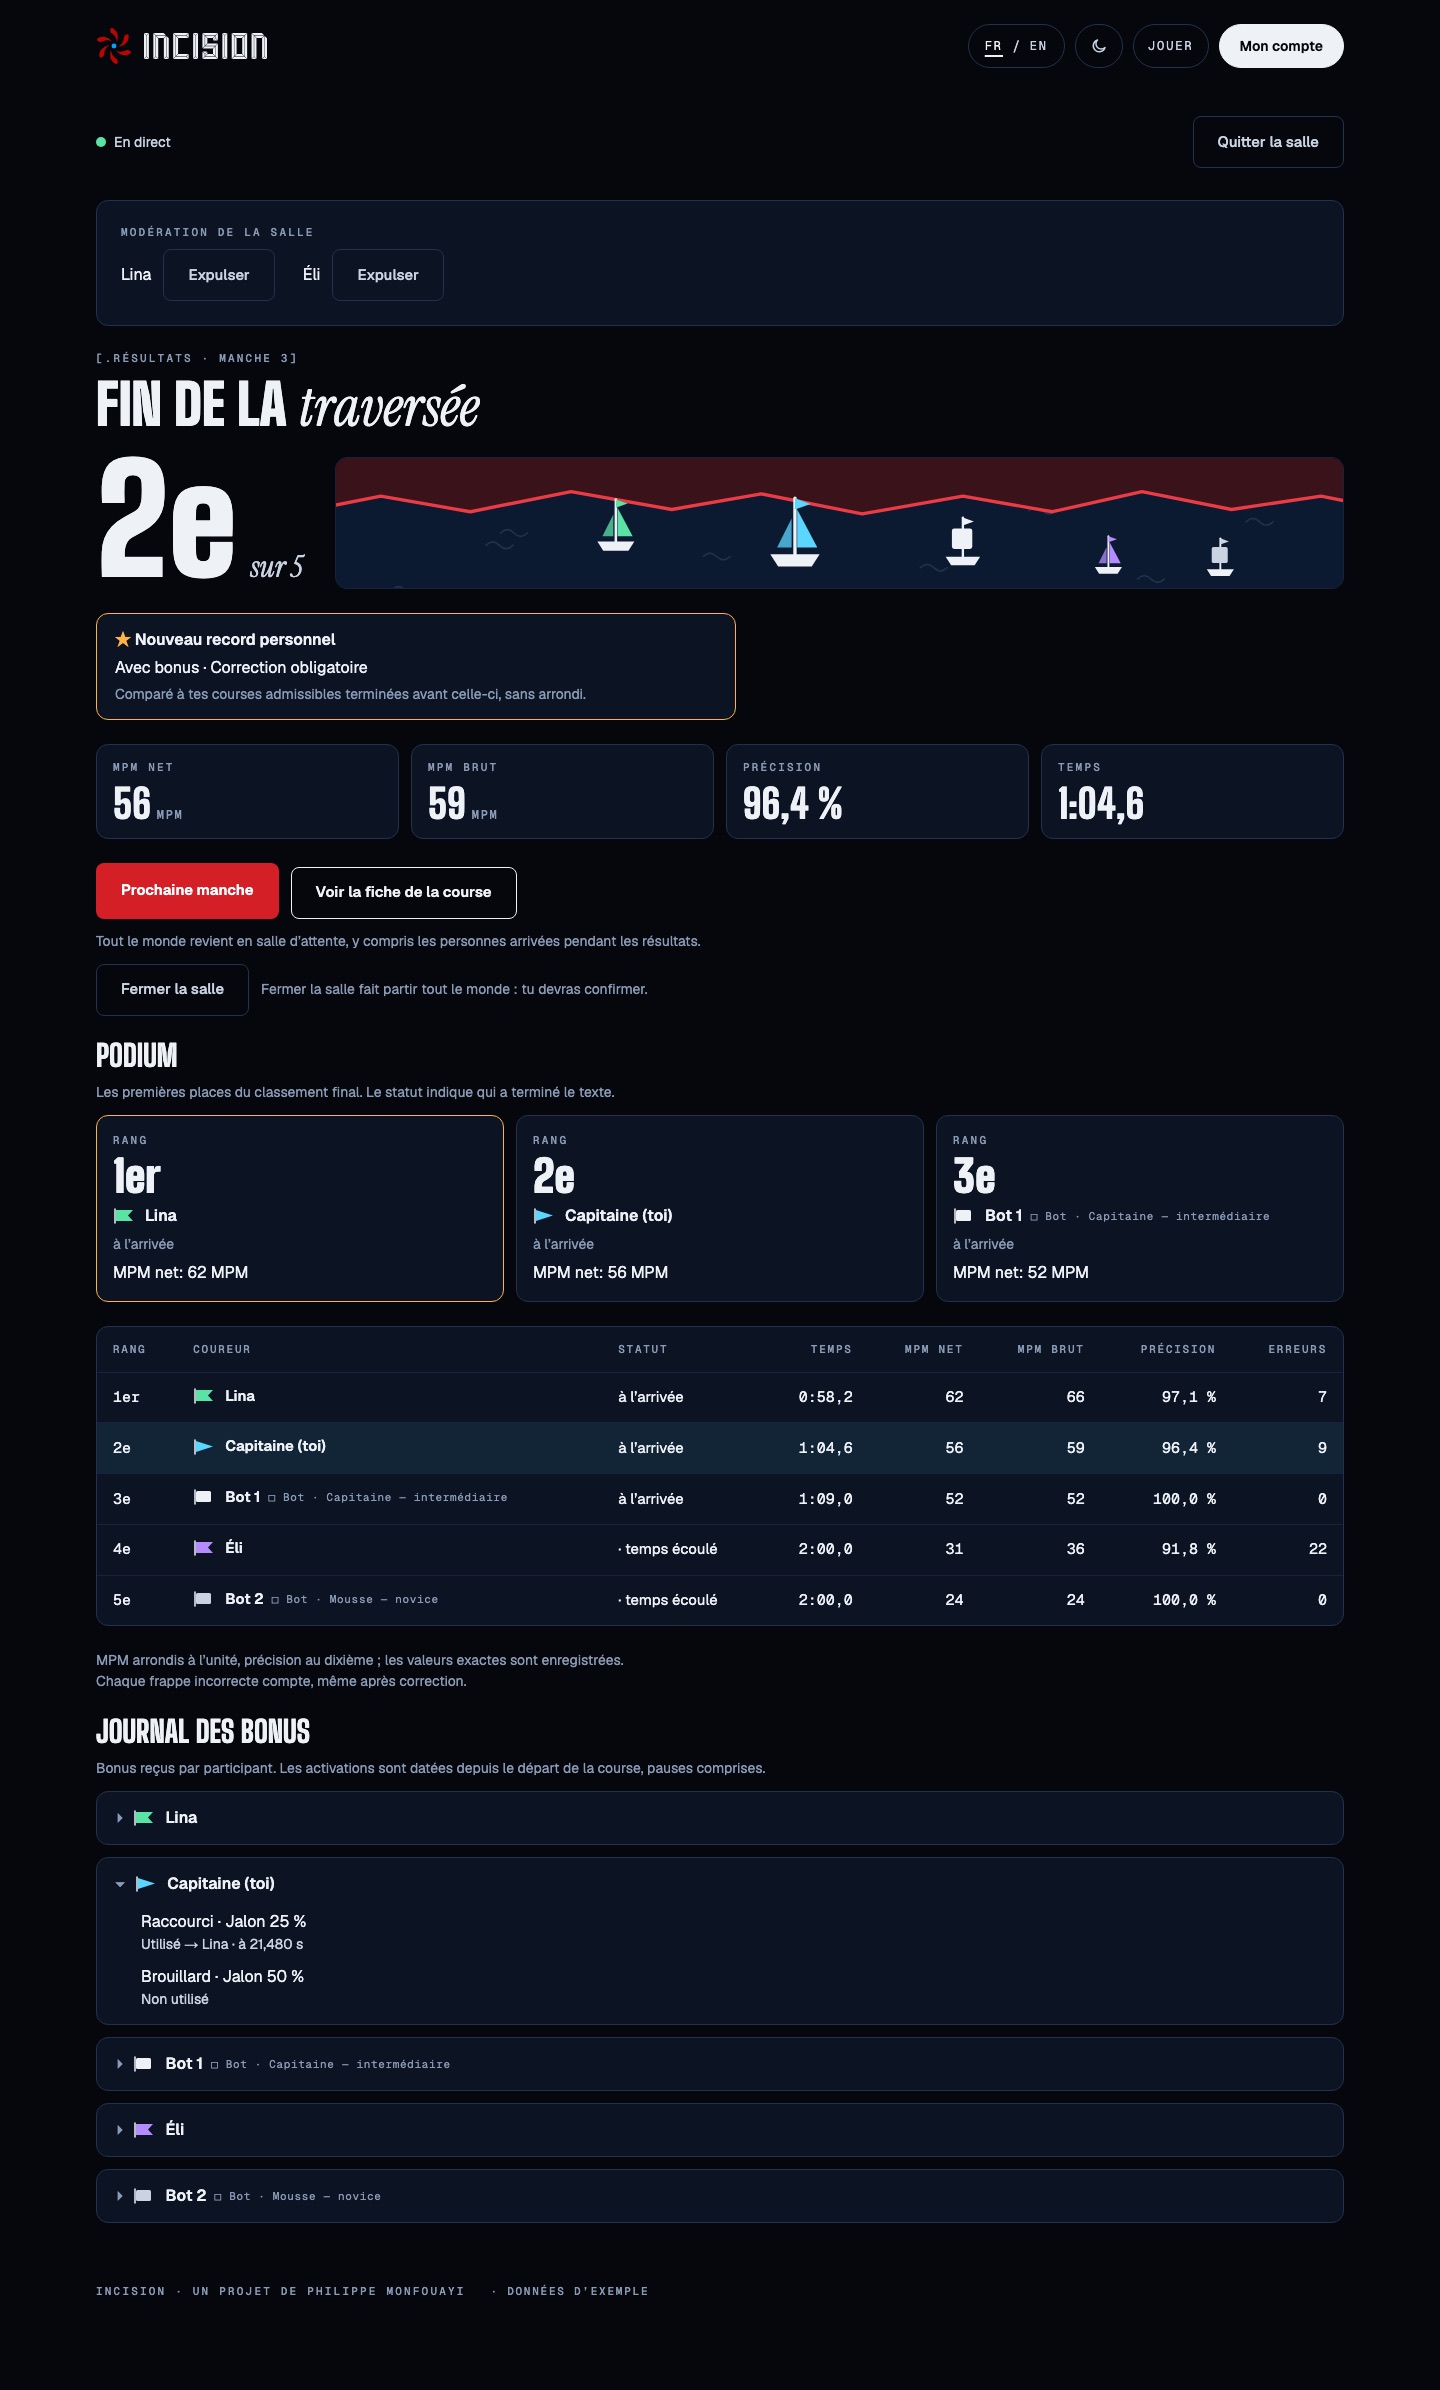 INCISION
FR / EN
JOUER
Mon compte
En direct
Quitter la salle
MODÉRATION DE LA SALLE
Lina Expulser Éli Expulser
[.RÉSULTATS · MANCHE 3]
FIN DE LA traversée
2e sur 5
★ Nouveau record personnel
Avec bonus · Correction obligatoire
Comparé à tes courses admissibles terminées avant celle-ci, sans arrondi.
MPM NET
56 MPM
MPM BRUT
59 MPM
PRÉCISION
96,4 %
TEMPS
1:04,6
Prochaine manche
Voir la fiche de la course
Tout le monde revient en salle d’attente, y compris les personnes arrivées pendant les résultats.
Fermer la salle
Fermer la salle fait partir tout le monde : tu devras confirmer.
PODIUM
Les premières places du classement final. Le statut indique qui a terminé le texte.
RANG
1er
Lina
à l’arrivée
MPM net: 62 MPM
RANG
2e
Capitaine (toi)
à l’arrivée
MPM net: 56 MPM
RANG
3e
Bot 1 □ Bot · Capitaine — intermédiaire
à l’arrivée
MPM net: 52 MPM
RANG COUREUR STATUT TEMPS MPM NET MPM BRUT PRÉCISION ERREURS
1er Lina à l’arrivée 0:58,2 62 66 97,1 % 7
2e Capitaine (toi) à l’arrivée 1:04,6 56 59 96,4 % 9
3e Bot 1 □ Bot · Capitaine — intermédiaire à l’arrivée 1:09,0 52 52 100,0 % 0
4e Éli · temps écoulé 2:00,0 31 36 91,8 % 22
5e Bot 2 □ Bot · Mousse — novice · temps écoulé 2:00,0 24 24 100,0 % 0
MPM arrondis à l’unité, précision au dixième ; les valeurs exactes sont enregistrées.
Chaque frappe incorrecte compte, même après correction.
JOURNAL DES BONUS
Bonus reçus par participant. Les activations sont datées depuis le départ de la course, pauses comprises.
Lina
Capitaine (toi)
Raccourci · Jalon 25 %
Utilisé → Lina · à 21,480 s
Brouillard · Jalon 50 %
Non utilisé
Bot 1 □ Bot · Capitaine — intermédiaire
Éli
Bot 2 □ Bot · Mousse — novice
INCISION · UN PROJET DE PHILIPPE MONFOUAYI · DONNÉES D’EXEMPLE